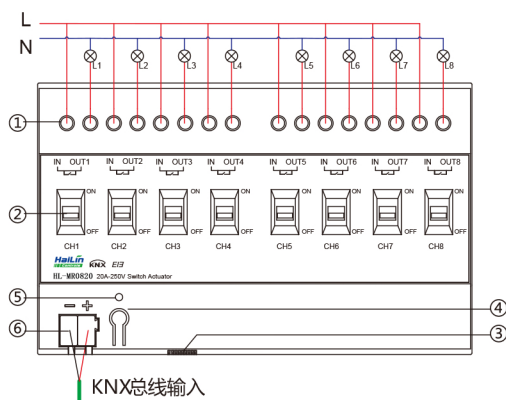 L
N
L1 L2 L3 L4 L5 L6 L7 L8
①
IN OUT1 IN OUT2 IN OUT3 IN OUT4 IN OUT5 IN OUT6 IN OUT7 IN OUT8
ON ON ON ON ON ON ON ON
②
OFF OFF OFF OFF OFF OFF OFF OFF
CH1 CH2 CH3 CH4 CH5 CH6 CH7 CH8
HaiLin KNX EIB
HL-MR0820 20A-250V Switch Actuator
⑤
④
− +
⑥
③
KNX总线输入